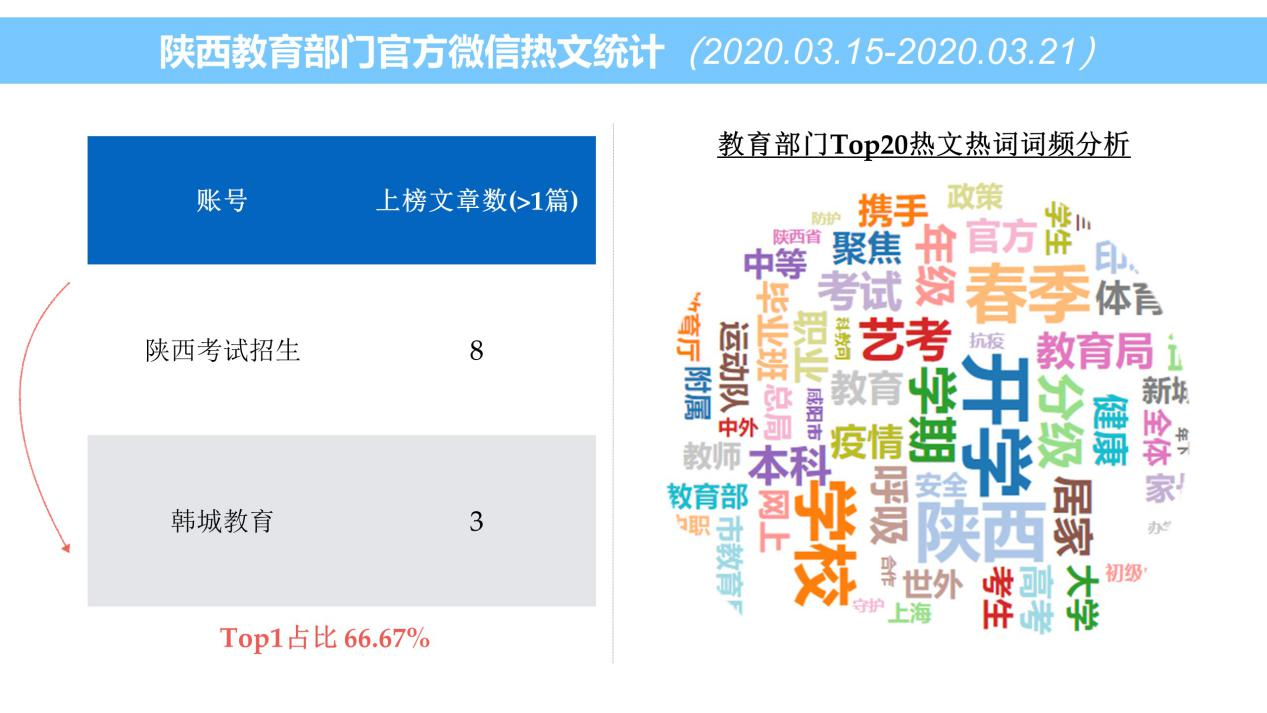 陕西教育部门官方微信热文统计（2020.03.15-2020.03.21）
账号 上榜文章数(>1篇)
陕西考试招生 8
韩城教育 3
Top1占比 66.67%
教育部门Top20热文热词词频分析
政策
携手
防护
学生
陕西省
聚焦
年级
官方
中等
考试
春季
体育
毕业班
职业
科教司
艺考
抗疫
教育局
运动队
附属
总局
咸阳市
教育
学期
开学
分级
健康
全体
中外
疫情
教师
本科
教育部
网上
学校
呼吸
安全
陕西
居家
合作
世外
考生
高考
大学
初级
守护
上海